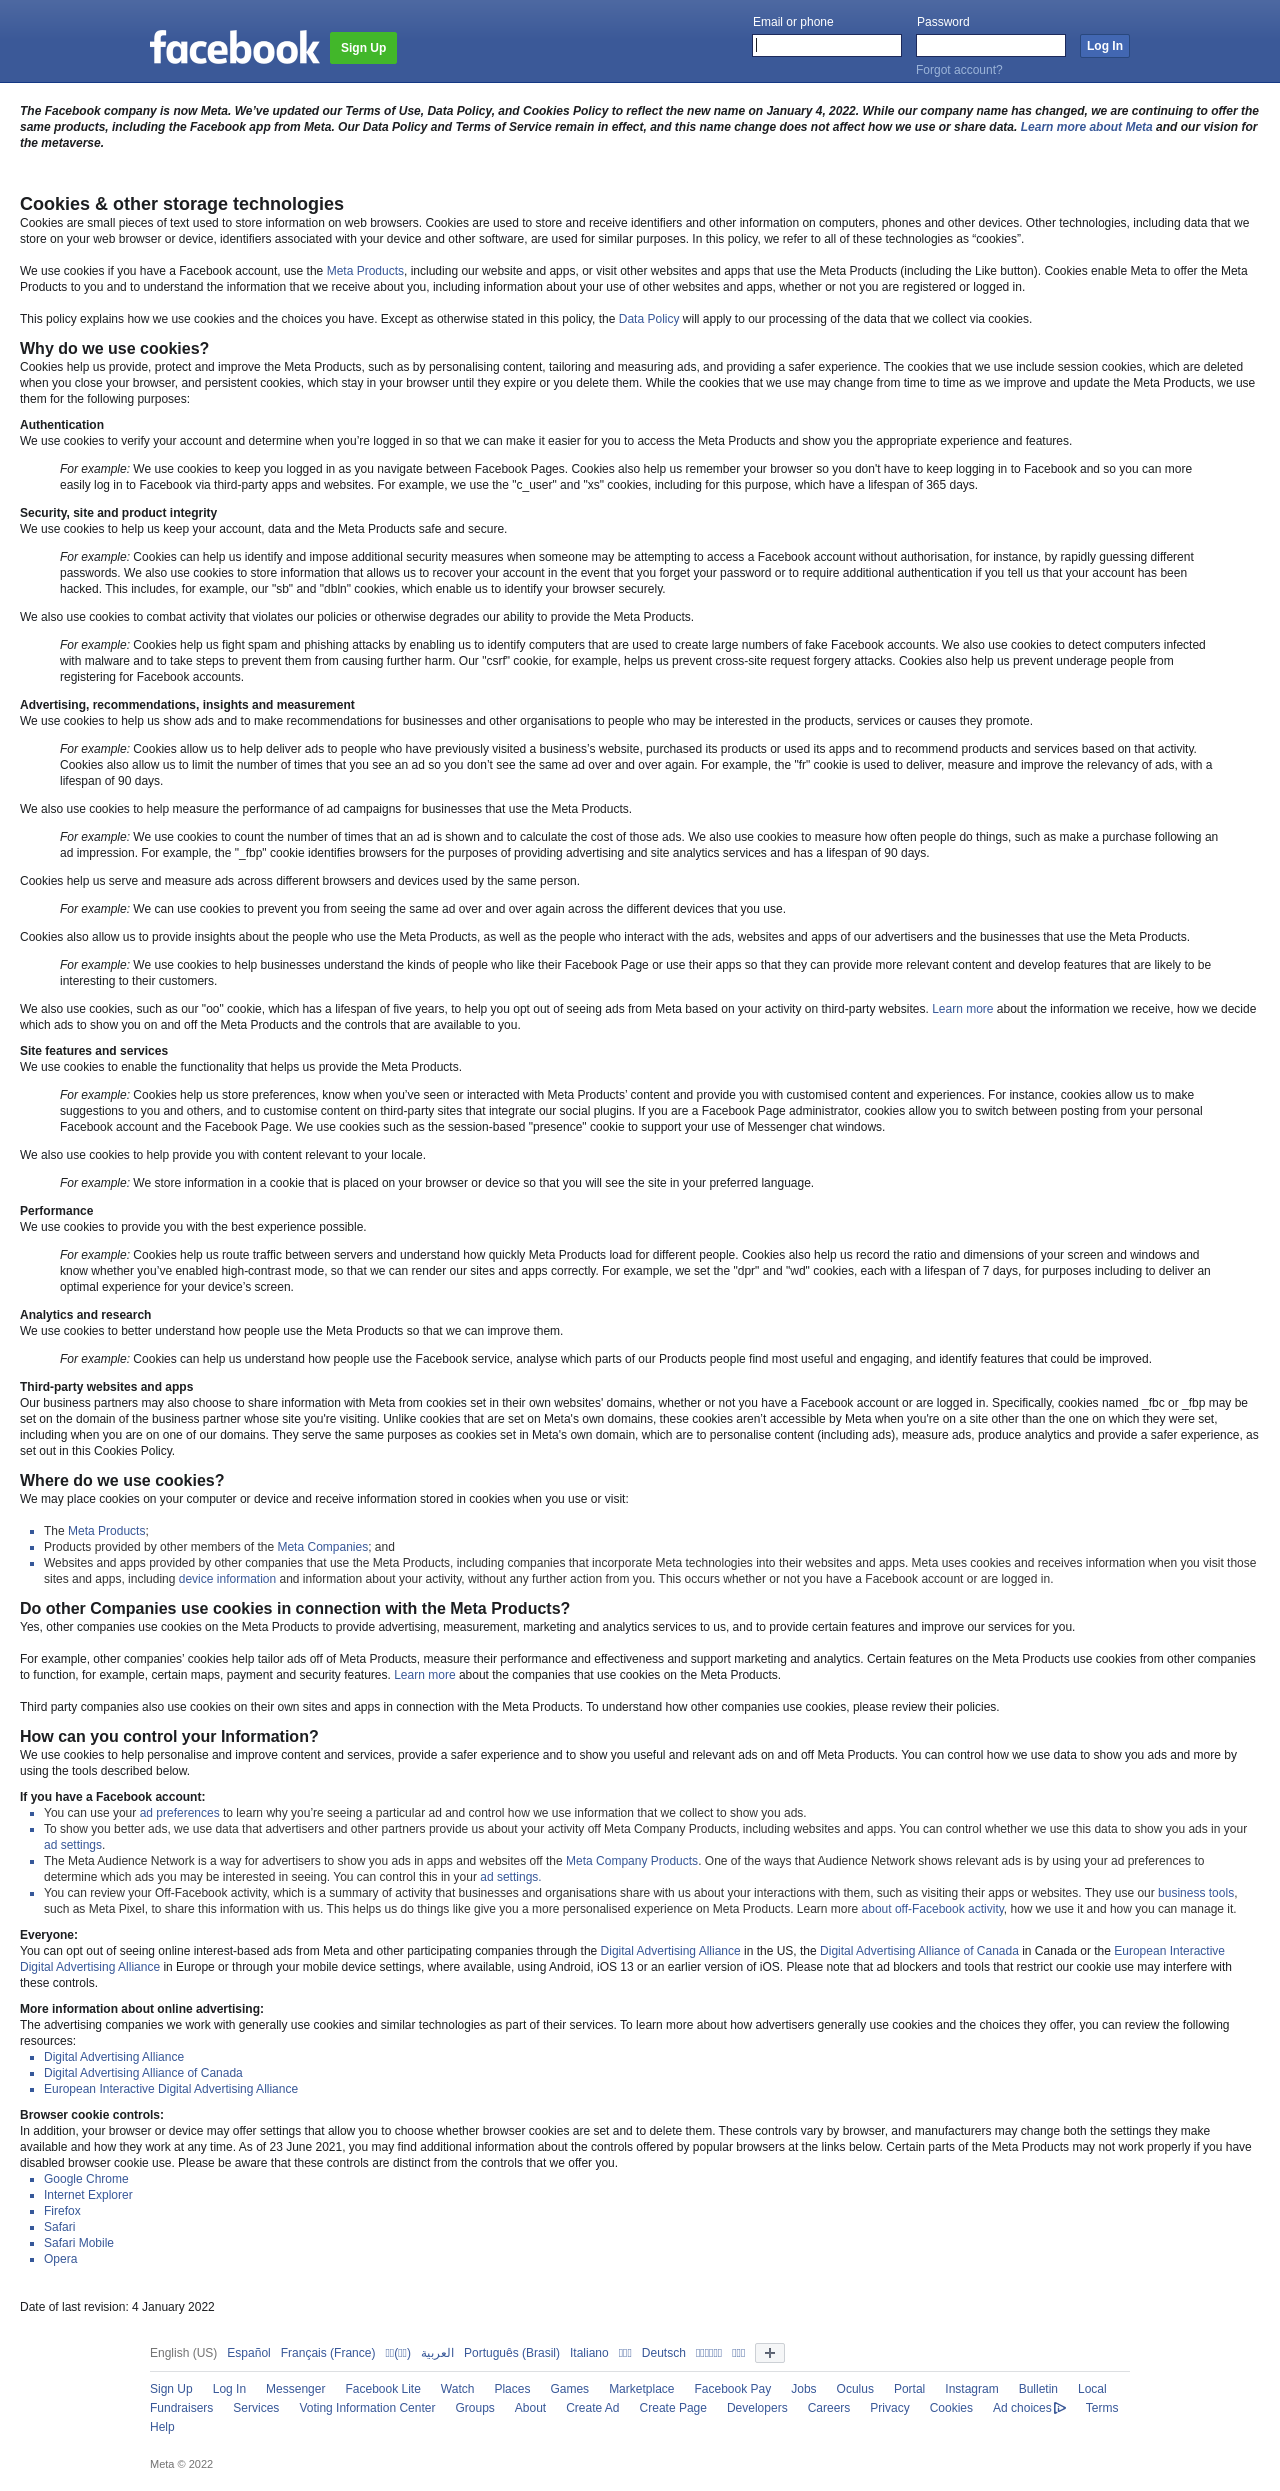 Email or phone
Password
facebook
Sign Up
Log In
Forgot account?
The Facebook company is now Meta. We’ve updated our Terms of Use, Data Policy, and Cookies Policy to reflect the new name on January 4, 2022. While our company name has changed, we are continuing to offer the
same products, including the Facebook app from Meta. Our Data Policy and Terms of Service remain in effect, and this name change does not affect how we use or share data. Learn more about Meta and our vision for
the metaverse.
Cookies & other storage technologies
Cookies are small pieces of text used to store information on web browsers. Cookies are used to store and receive identifiers and other information on computers, phones and other devices. Other technologies, including data that we
store on your web browser or device, identifiers associated with your device and other software, are used for similar purposes. In this policy, we refer to all of these technologies as “cookies”.
We use cookies if you have a Facebook account, use the Meta Products, including our website and apps, or visit other websites and apps that use the Meta Products (including the Like button). Cookies enable Meta to offer the Meta
Products to you and to understand the information that we receive about you, including information about your use of other websites and apps, whether or not you are registered or logged in.
This policy explains how we use cookies and the choices you have. Except as otherwise stated in this policy, the Data Policy will apply to our processing of the data that we collect via cookies.
Why do we use cookies?
Cookies help us provide, protect and improve the Meta Products, such as by personalising content, tailoring and measuring ads, and providing a safer experience. The cookies that we use include session cookies, which are deleted
when you close your browser, and persistent cookies, which stay in your browser until they expire or you delete them. While the cookies that we use may change from time to time as we improve and update the Meta Products, we use
them for the following purposes:
Authentication
We use cookies to verify your account and determine when you’re logged in so that we can make it easier for you to access the Meta Products and show you the appropriate experience and features.
For example: We use cookies to keep you logged in as you navigate between Facebook Pages. Cookies also help us remember your browser so you don't have to keep logging in to Facebook and so you can more
easily log in to Facebook via third-party apps and websites. For example, we use the "c_user" and "xs" cookies, including for this purpose, which have a lifespan of 365 days.
Security, site and product integrity
We use cookies to help us keep your account, data and the Meta Products safe and secure.
For example: Cookies can help us identify and impose additional security measures when someone may be attempting to access a Facebook account without authorisation, for instance, by rapidly guessing different
passwords. We also use cookies to store information that allows us to recover your account in the event that you forget your password or to require additional authentication if you tell us that your account has been
hacked. This includes, for example, our "sb" and "dbln" cookies, which enable us to identify your browser securely.
We also use cookies to combat activity that violates our policies or otherwise degrades our ability to provide the Meta Products.
For example: Cookies help us fight spam and phishing attacks by enabling us to identify computers that are used to create large numbers of fake Facebook accounts. We also use cookies to detect computers infected
with malware and to take steps to prevent them from causing further harm. Our "csrf" cookie, for example, helps us prevent cross-site request forgery attacks. Cookies also help us prevent underage people from
registering for Facebook accounts.
Advertising, recommendations, insights and measurement
We use cookies to help us show ads and to make recommendations for businesses and other organisations to people who may be interested in the products, services or causes they promote.
For example: Cookies allow us to help deliver ads to people who have previously visited a business’s website, purchased its products or used its apps and to recommend products and services based on that activity.
Cookies also allow us to limit the number of times that you see an ad so you don’t see the same ad over and over again. For example, the "fr" cookie is used to deliver, measure and improve the relevancy of ads, with a
lifespan of 90 days.
We also use cookies to help measure the performance of ad campaigns for businesses that use the Meta Products.
For example: We use cookies to count the number of times that an ad is shown and to calculate the cost of those ads. We also use cookies to measure how often people do things, such as make a purchase following an
ad impression. For example, the "_fbp" cookie identifies browsers for the purposes of providing advertising and site analytics services and has a lifespan of 90 days.
Cookies help us serve and measure ads across different browsers and devices used by the same person.
For example: We can use cookies to prevent you from seeing the same ad over and over again across the different devices that you use.
Cookies also allow us to provide insights about the people who use the Meta Products, as well as the people who interact with the ads, websites and apps of our advertisers and the businesses that use the Meta Products.
For example: We use cookies to help businesses understand the kinds of people who like their Facebook Page or use their apps so that they can provide more relevant content and develop features that are likely to be
interesting to their customers.
We also use cookies, such as our "oo" cookie, which has a lifespan of five years, to help you opt out of seeing ads from Meta based on your activity on third-party websites. Learn more about the information we receive, how we decide
which ads to show you on and off the Meta Products and the controls that are available to you.
Site features and services
We use cookies to enable the functionality that helps us provide the Meta Products.
For example: Cookies help us store preferences, know when you’ve seen or interacted with Meta Products’ content and provide you with customised content and experiences. For instance, cookies allow us to make
suggestions to you and others, and to customise content on third-party sites that integrate our social plugins. If you are a Facebook Page administrator, cookies allow you to switch between posting from your personal
Facebook account and the Facebook Page. We use cookies such as the session-based "presence" cookie to support your use of Messenger chat windows.
We also use cookies to help provide you with content relevant to your locale.
For example: We store information in a cookie that is placed on your browser or device so that you will see the site in your preferred language.
Performance
We use cookies to provide you with the best experience possible.
For example: Cookies help us route traffic between servers and understand how quickly Meta Products load for different people. Cookies also help us record the ratio and dimensions of your screen and windows and
know whether you’ve enabled high-contrast mode, so that we can render our sites and apps correctly. For example, we set the "dpr" and "wd" cookies, each with a lifespan of 7 days, for purposes including to deliver an
optimal experience for your device’s screen.
Analytics and research
We use cookies to better understand how people use the Meta Products so that we can improve them.
For example: Cookies can help us understand how people use the Facebook service, analyse which parts of our Products people find most useful and engaging, and identify features that could be improved.
Third-party websites and apps
Our business partners may also choose to share information with Meta from cookies set in their own websites' domains, whether or not you have a Facebook account or are logged in. Specifically, cookies named _fbc or _fbp may be
set on the domain of the business partner whose site you're visiting. Unlike cookies that are set on Meta's own domains, these cookies aren’t accessible by Meta when you're on a site other than the one on which they were set,
including when you are on one of our domains. They serve the same purposes as cookies set in Meta's own domain, which are to personalise content (including ads), measure ads, produce analytics and provide a safer experience, as
set out in this Cookies Policy.
Where do we use cookies?
We may place cookies on your computer or device and receive information stored in cookies when you use or visit:
The Meta Products;
Products provided by other members of the Meta Companies; and
Websites and apps provided by other companies that use the Meta Products, including companies that incorporate Meta technologies into their websites and apps. Meta uses cookies and receives information when you visit those
sites and apps, including device information and information about your activity, without any further action from you. This occurs whether or not you have a Facebook account or are logged in.
Do other Companies use cookies in connection with the Meta Products?
Yes, other companies use cookies on the Meta Products to provide advertising, measurement, marketing and analytics services to us, and to provide certain features and improve our services for you.
For example, other companies’ cookies help tailor ads off of Meta Products, measure their performance and effectiveness and support marketing and analytics. Certain features on the Meta Products use cookies from other companies
to function, for example, certain maps, payment and security features. Learn more about the companies that use cookies on the Meta Products.
Third party companies also use cookies on their own sites and apps in connection with the Meta Products. To understand how other companies use cookies, please review their policies.
How can you control your Information?
We use cookies to help personalise and improve content and services, provide a safer experience and to show you useful and relevant ads on and off Meta Products. You can control how we use data to show you ads and more by
using the tools described below.
If you have a Facebook account:
You can use your ad preferences to learn why you’re seeing a particular ad and control how we use information that we collect to show you ads.
To show you better ads, we use data that advertisers and other partners provide us about your activity off Meta Company Products, including websites and apps. You can control whether we use this data to show you ads in your
ad settings.
The Meta Audience Network is a way for advertisers to show you ads in apps and websites off the Meta Company Products. One of the ways that Audience Network shows relevant ads is by using your ad preferences to
determine which ads you may be interested in seeing. You can control this in your ad settings.
You can review your Off-Facebook activity, which is a summary of activity that businesses and organisations share with us about your interactions with them, such as visiting their apps or websites. They use our business tools,
such as Meta Pixel, to share this information with us. This helps us do things like give you a more personalised experience on Meta Products. Learn more about off-Facebook activity, how we use it and how you can manage it.
Everyone:
You can opt out of seeing online interest-based ads from Meta and other participating companies through the Digital Advertising Alliance in the US, the Digital Advertising Alliance of Canada in Canada or the European Interactive
Digital Advertising Alliance in Europe or through your mobile device settings, where available, using Android, iOS 13 or an earlier version of iOS. Please note that ad blockers and tools that restrict our cookie use may interfere with
these controls.
More information about online advertising:
The advertising companies we work with generally use cookies and similar technologies as part of their services. To learn more about how advertisers generally use cookies and the choices they offer, you can review the following
resources:
Digital Advertising Alliance
Digital Advertising Alliance of Canada
European Interactive Digital Advertising Alliance
Browser cookie controls:
In addition, your browser or device may offer settings that allow you to choose whether browser cookies are set and to delete them. These controls vary by browser, and manufacturers may change both the settings they make
available and how they work at any time. As of 23 June 2021, you may find additional information about the controls offered by popular browsers at the links below. Certain parts of the Meta Products may not work properly if you have
disabled browser cookie use. Please be aware that these controls are distinct from the controls that we offer you.
Google Chrome
Internet Explorer
Firefox
Safari
Safari Mobile
Opera
Date of last revision: 4 January 2022
English (US) Español Français (France) العربية Português (Brasil) Italiano Deutsch
Sign Up Log In Messenger Facebook Lite Watch Places Games Marketplace Facebook Pay Jobs Oculus Portal Instagram Bulletin Local
Fundraisers Services Voting Information Center Groups About Create Ad Create Page Developers Careers Privacy Cookies Ad choices Terms
Help
Meta © 2022